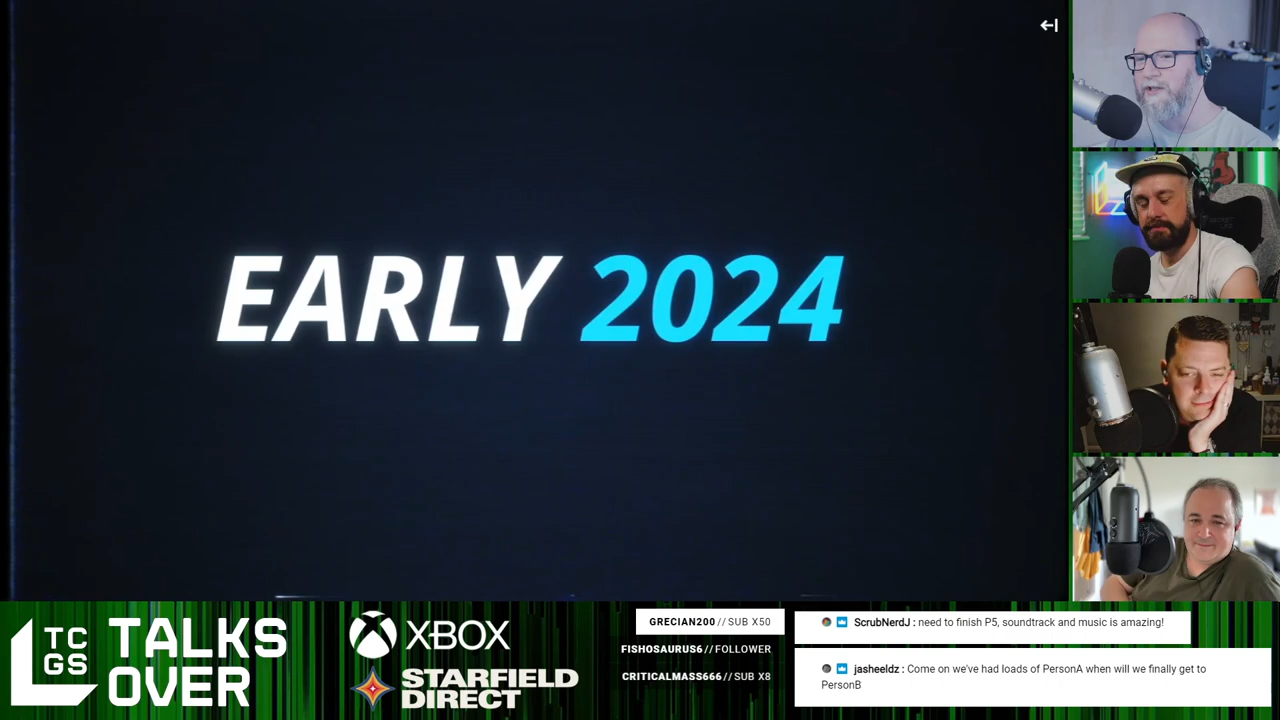 EARLY 2024
TC
GS
TALKS
OVER
XBOX
STARFIELD
DIRECT
GRECIAN200 // SUB X50
FISHOSAURUS6 // FOLLOWER
CRITICALMASS666 // SUB X8
ScrubNerdJ : need to finish P5, soundtrack and music is amazing!
jasheeldz : Come on we've had loads of PersonA when will we finally get to
PersonB